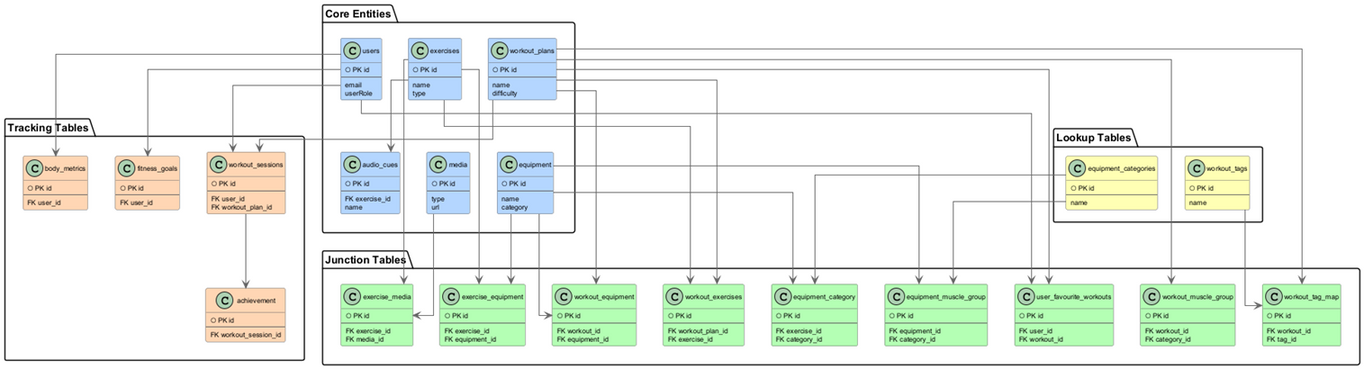 Core Entities
C users
PK id
email
userRole
C exercises
PK id
name
type
C workout_plans
PK id
name
difficulty
C audio_cues
PK id
FK exercise_id
name
C media
PK id
type
url
C equipment
PK id
name
category
Tracking Tables
C body_metrics
PK id
FK user_id
C fitness_goals
PK id
FK user_id
C workout_sessions
PK id
FK user_id
FK workout_plan_id
C achievement
PK id
FK workout_session_id
Lookup Tables
C equipment_categories
PK id
name
C workout_tags
PK id
name
Junction Tables
C exercise_media
PK id
FK exercise_id
FK media_id
C exercise_equipment
PK id
FK exercise_id
FK equipment_id
C workout_equipment
PK id
FK workout_id
FK equipment_id
C workout_exercises
PK id
FK workout_plan_id
FK exercise_id
C equipment_category
PK id
FK exercise_id
FK category_id
C equipment_muscle_group
PK id
FK equipment_id
FK category_id
C user_favourite_workouts
PK id
FK user_id
FK workout_id
C workout_muscle_group
PK id
FK workout_id
FK category_id
C workout_tag_map
PK id
FK workout_id
FK tag_id